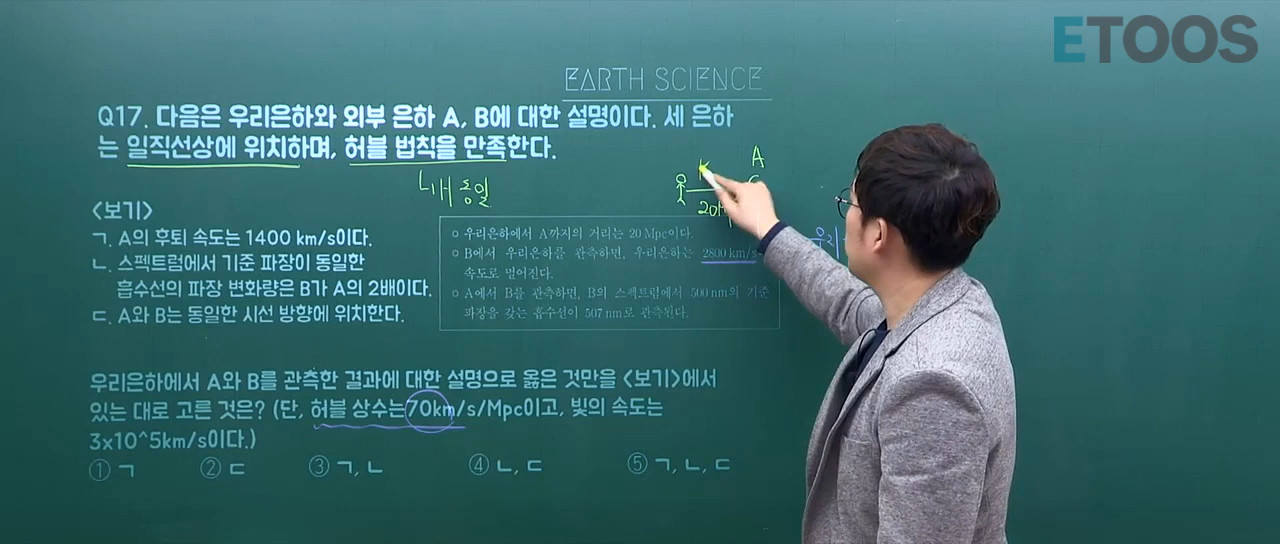 ETOOS
EARTH SCIENCE
Q17. 다음은 우리은하와 외부 은하 A, B에 대한 설명이다. 세 은하
는 일직선상에 위치하며, 허블 법칙을 만족한다.
동일
A
20M
<보기>
ㄱ. A의 후퇴 속도는 1400 km/s이다.
ㄴ. 스펙트럼에서 기준 파장이 동일한
흡수선의 파장 변화량은 B가 A의 2배이다.
ㄷ. A와 B는 동일한 시선 방향에 위치한다.
○ 우리은하에서 A까지의 거리는 20 Mpc이다.
○ B에서 우리은하를 관측하면, 우리은하는 2800 km/s
속도로 멀어진다.
○ A에서 B를 관측하면, B의 스펙트럼에서 500 nm의 기준
파장을 갖는 흡수선이 507 nm로 관측된다.
우리
우리은하에서 A와 B를 관측한 결과에 대한 설명으로 옳은 것만을 <보기>에서
있는 대로 고른 것은? (단, 허블 상수는 70km/s/Mpc이고, 빛의 속도는
3x10^5km/s이다.)
① ㄱ ② ㄷ ③ ㄱ, ㄴ ④ ㄴ, ㄷ ⑤ ㄱ, ㄴ, ㄷ